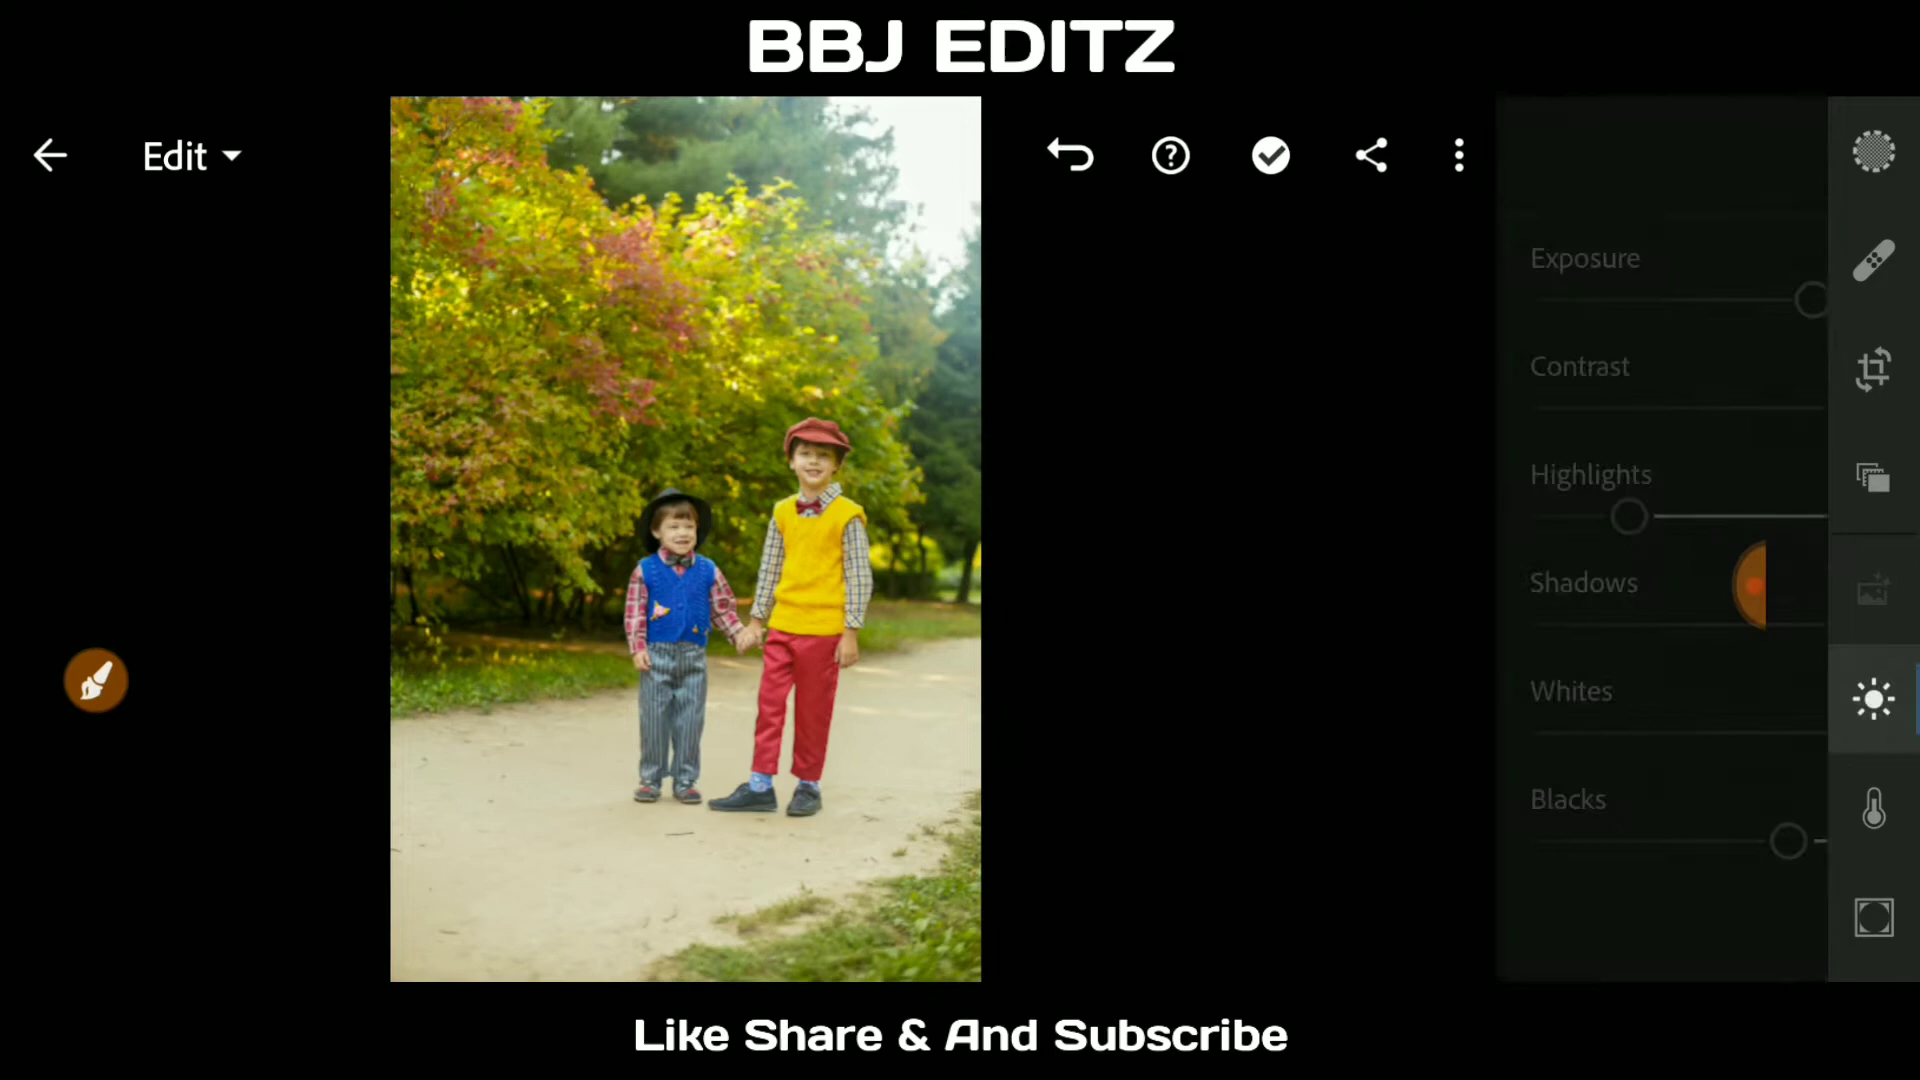 BBJ EDITZ
Edit
Exposure
Contrast
Highlights
Shadows
Whites
Blacks
Like Share & And Subscribe